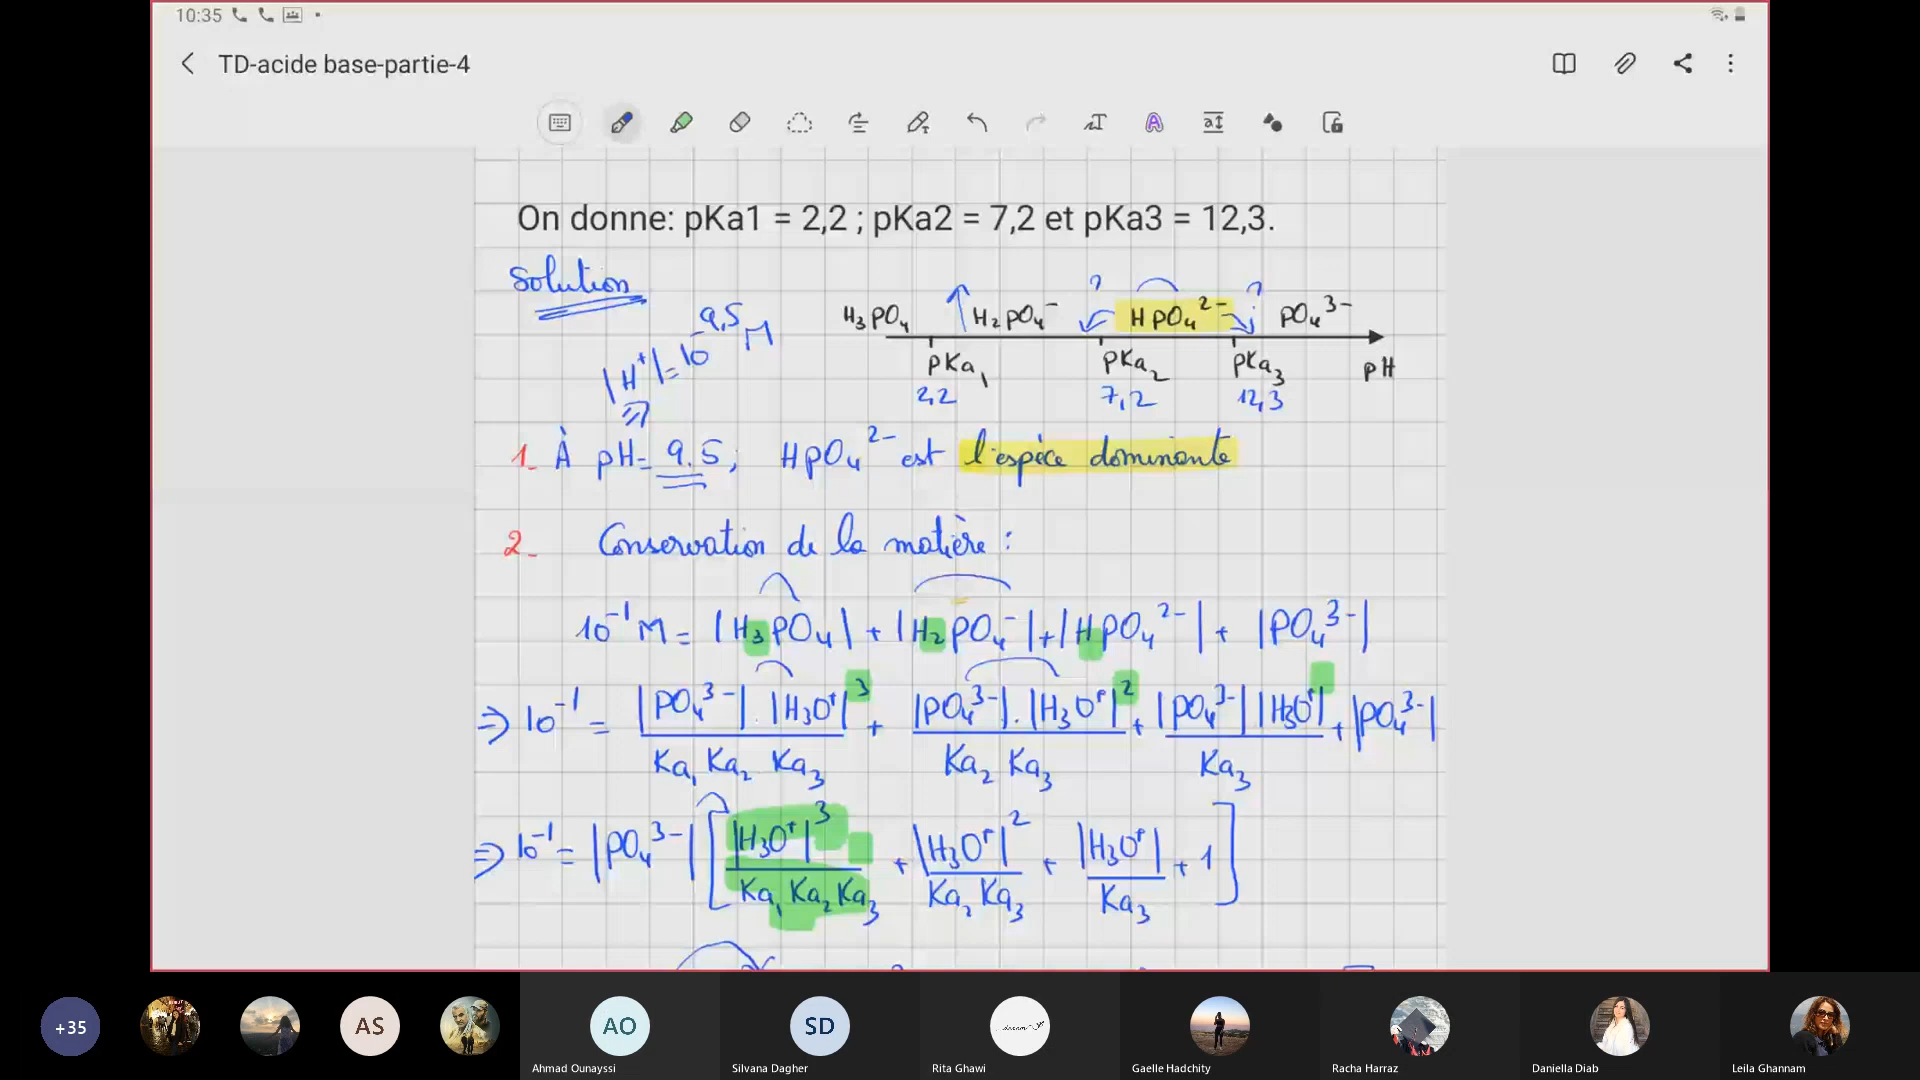 10:35
TD-acide base-partie-4
On donne: pKa1 = 2,2 ; pKa2 = 7,2 et pKa3 = 12,3.
Solution
|H⁺| = 10⁻⁹,⁵ M
H₃PO₄ H₂PO₄⁻ ? HPO₄²⁻ ? PO₄³⁻
pKa₁ pKa₂ pKa₃ pH
2,2 7,2 12,3
1- À pH = 9,5; HPO₄²⁻ est l'espèce dominante
2- Conservation de la matière :
10⁻¹ M = |H₃PO₄| + |H₂PO₄⁻| + |HPO₄²⁻| + |PO₄³⁻|
⇒ 10⁻¹ = |PO₄³⁻| . |H₃O⁺|³ / Ka₁ Ka₂ Ka₃ + |PO₄³⁻| . |H₃O⁺|² / Ka₂ Ka₃ + |PO₄³⁻| |H₃O⁺| / Ka₃ + |PO₄³⁻|
⇒ 10⁻¹ = |PO₄³⁻| [ |H₃O⁺|³ / Ka₁ Ka₂ Ka₃ + |H₃O⁺|² / Ka₂ Ka₃ + |H₃O⁺| / Ka₃ + 1 ]
+35 AS AO SD
Ahmad Ounayssi Silvana Dagher Rita Ghawi Gaelle Hadchity Racha Harraz Daniella Diab Leila Ghannam